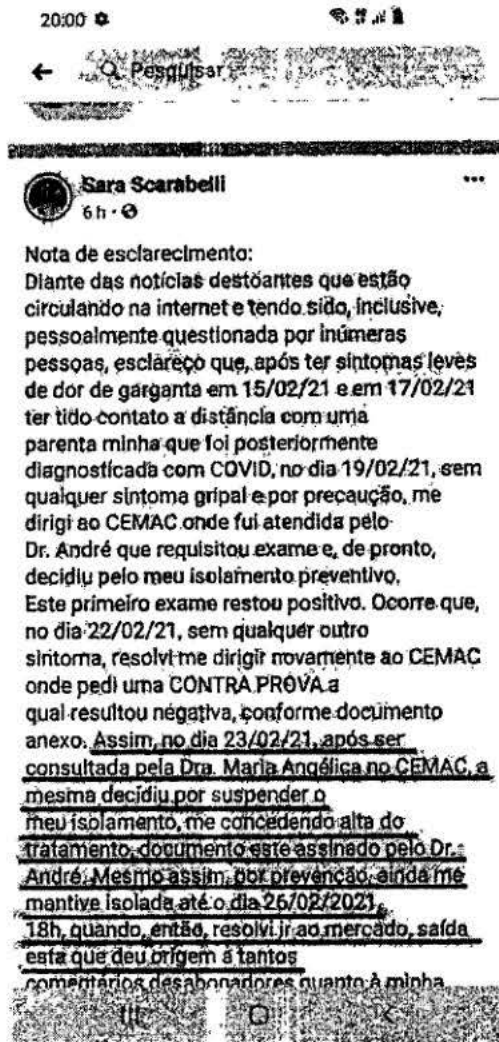 20:00
Pesquisar
Sara Scarabelli
6 h
Nota de esclarecimento:
Diante das notícias destoantes que estão
circulando na internet e tendo sido, inclusive,
pessoalmente questionada por inúmeras
pessoas, esclareço que, após ter sintomas leves
de dor de garganta em 15/02/21 e em 17/02/21
ter tido contato a distância com uma
parenta minha que foi posteriormente
diagnosticada com COVID, no dia 19/02/21, sem
qualquer sintoma gripal e por precaução, me
dirigi ao CEMAC onde fui atendida pelo
Dr. André que requisitou exame e, de pronto,
decidiu pelo meu isolamento preventivo.
Este primeiro exame restou positivo. Ocorre que,
no dia 22/02/21, sem qualquer outro
sintoma, resolvi me dirigir novamente ao CEMAC
onde pedi uma CONTRA PROVA a
qual resultou negativa, conforme documento
anexo. Assim, no dia 23/02/21, após ser
consultada pela Dra. Maria Angélica no CEMAC, a
mesma decidiu por suspender o
meu isolamento, me concedendo alta do
tratamento, documento este assinado pelo Dr.
André. Mesmo assim, por prevenção, ainda me
mantive isolada até o dia 26/02/2021,
18h, quando, então, resolvi ir ao mercado, saída
esta que deu origem á tantos
comentários desabonadores quanto à minha